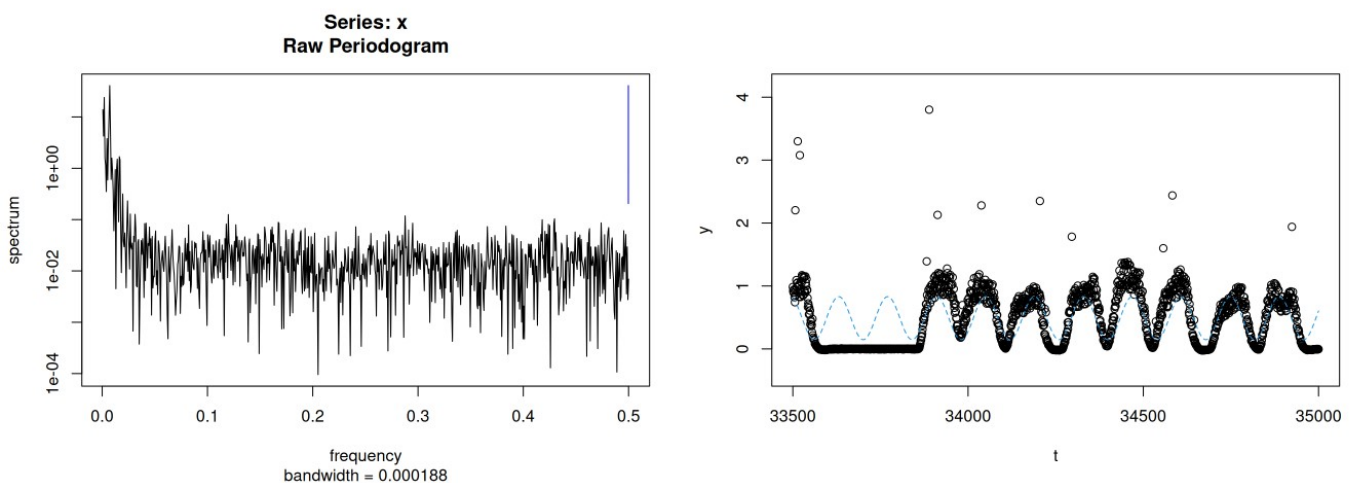 Series: x
Raw Periodogram
spectrum
1e+00
1e-02
1e-04
0.0 0.1 0.2 0.3 0.4 0.5
frequency
bandwidth = 0.000188
y
4
3
2
1
0
33500 34000 34500 35000
t